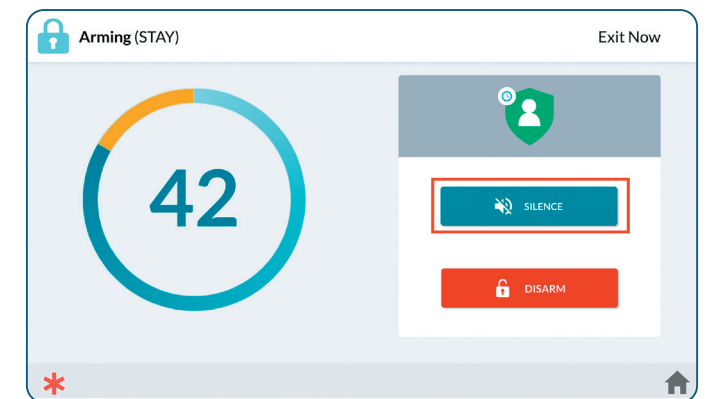 Arming (STAY)
Exit Now
42
SILENCE
DISARM